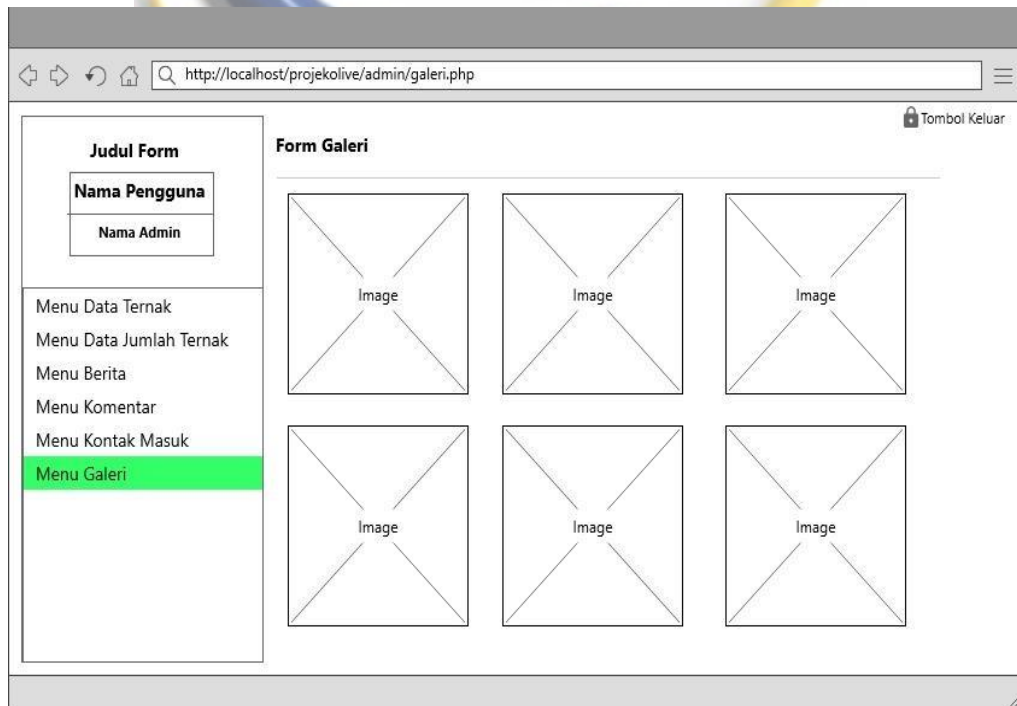 http://localhost/projekolive/admin/galeri.php
Tombol Keluar
Judul Form
Nama Pengguna
Nama Admin
Menu Data Ternak
Menu Data Jumlah Ternak
Menu Berita
Menu Komentar
Menu Kontak Masuk
Menu Galeri
Form Galeri
Image
Image
Image
Image
Image
Image